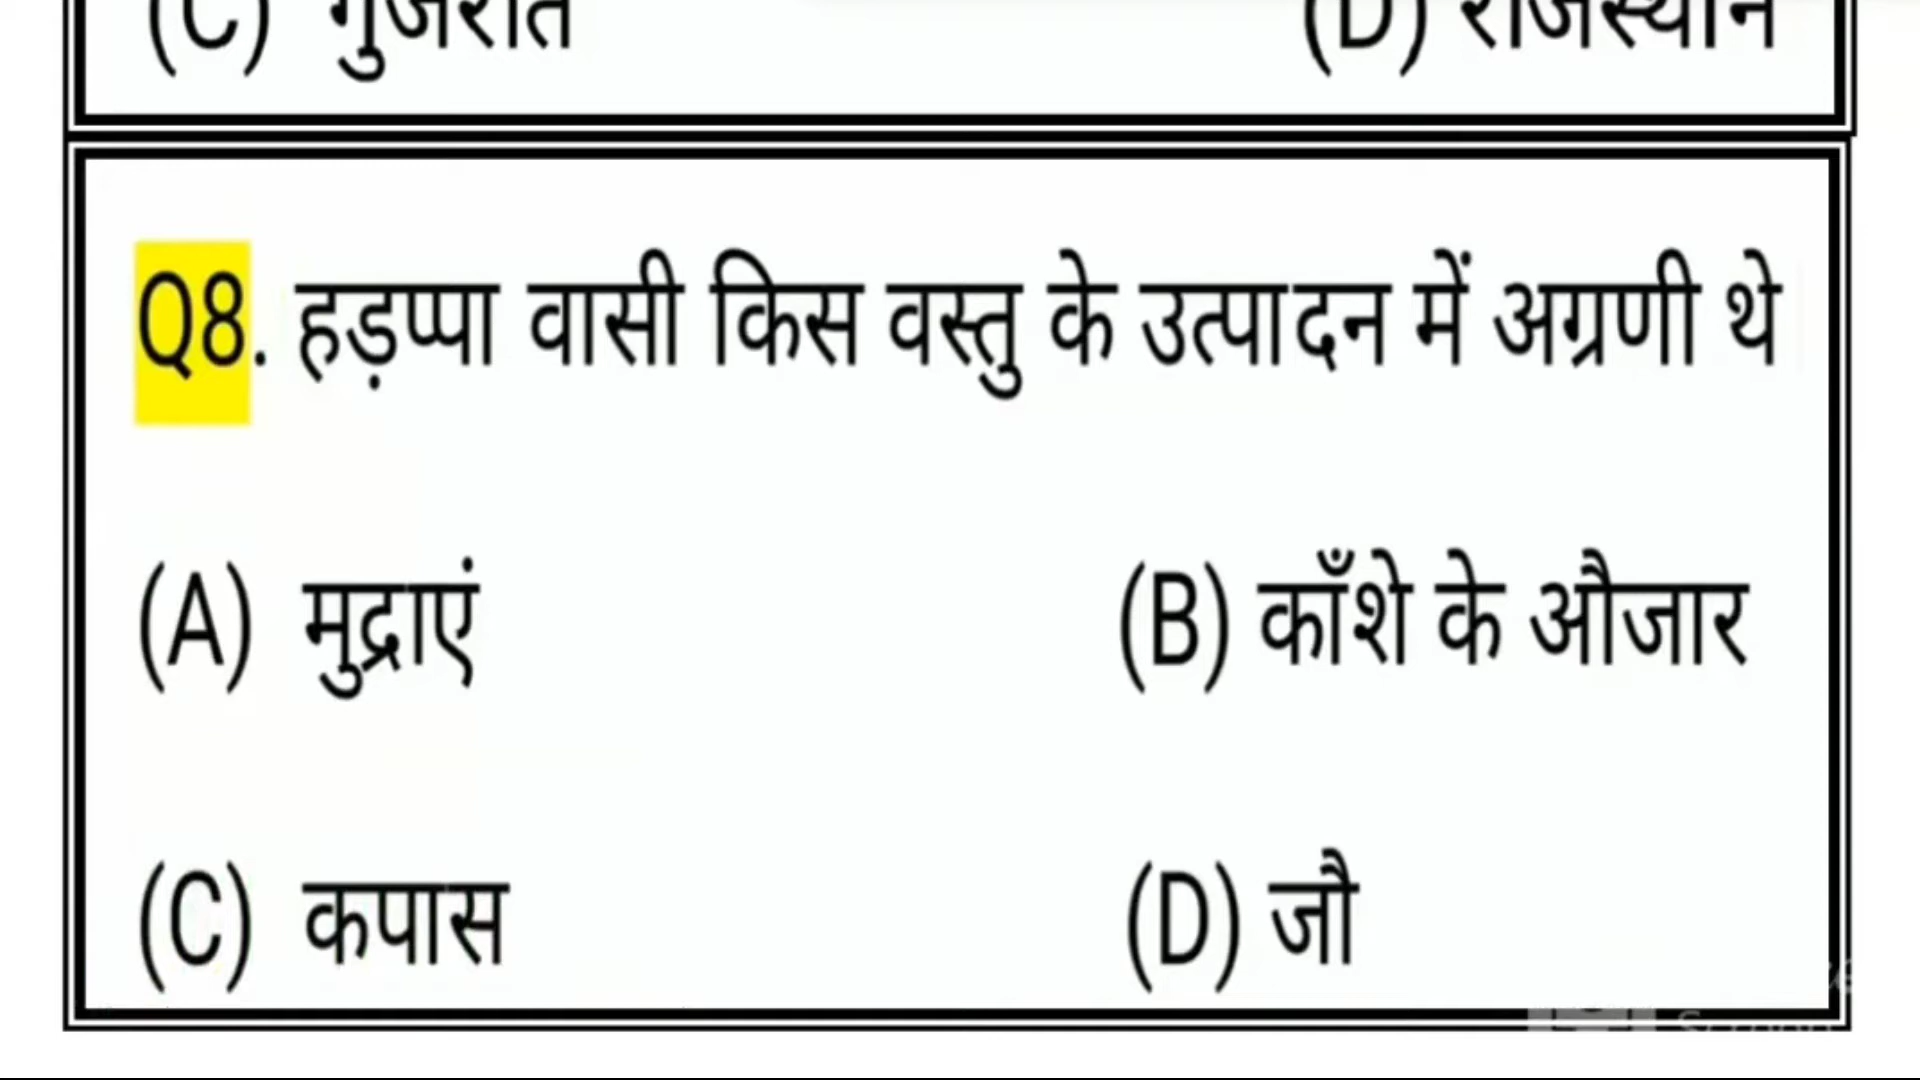 (C) गुजरात (D) राजस्थान
Q8. हड़प्पा वासी किस वस्तु के उत्पादन में अग्रणी थे
(A) मुद्राएं (B) काँशे के औजार
(C) कपास (D) जौ